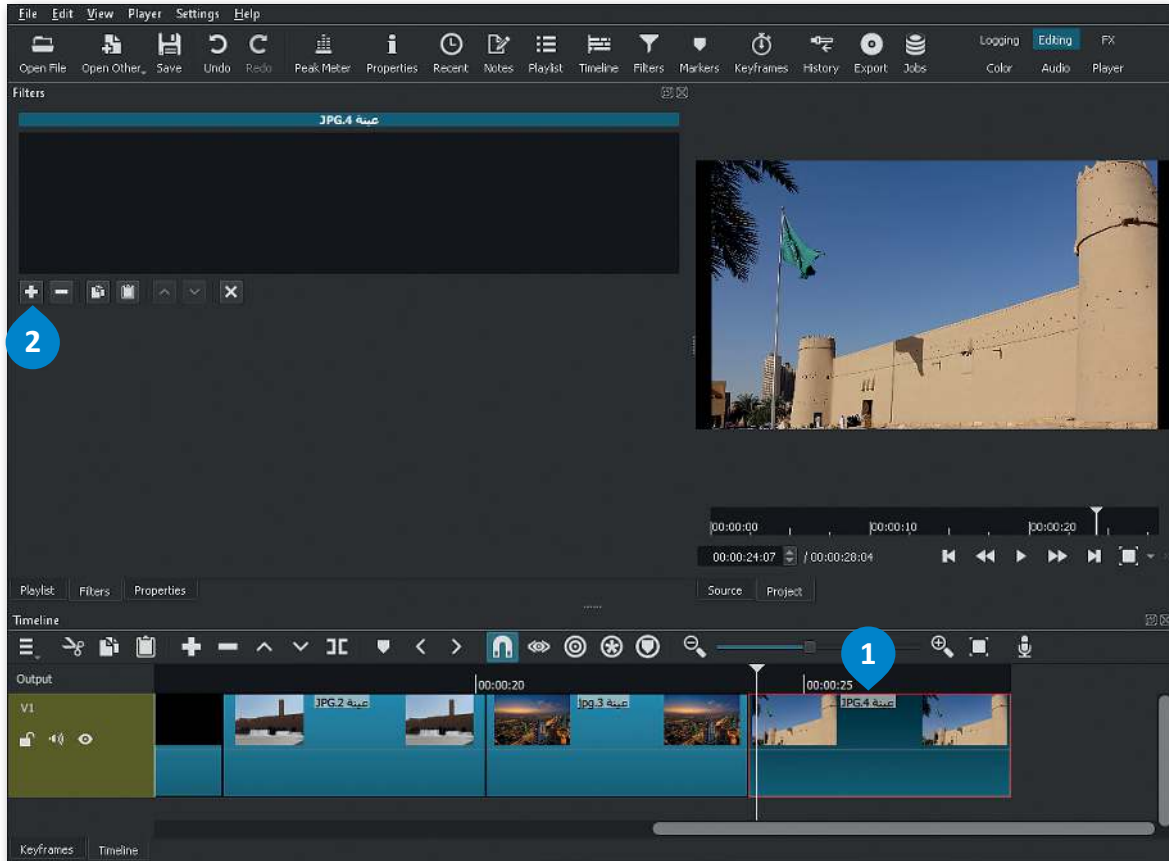 File Edit View Player Settings Help
Open File Open Other... Save Undo Redo Peak Meter Properties Recent Notes Playlist Timeline Filters Markers Keyframes History Export Jobs
Logging Editing FX
Color Audio Player
Filters
عينة 4.JPG
2
00:00:00 00:00:10 00:00:20
00:00:24:07 / 00:00:28:04
Playlist Filters Properties
Source Project
Timeline
1
Output 00:00:20 00:00:25
V1
عينة 2.JPG عينة 3.jpg عينة 4.JPG
Keyframes Timeline